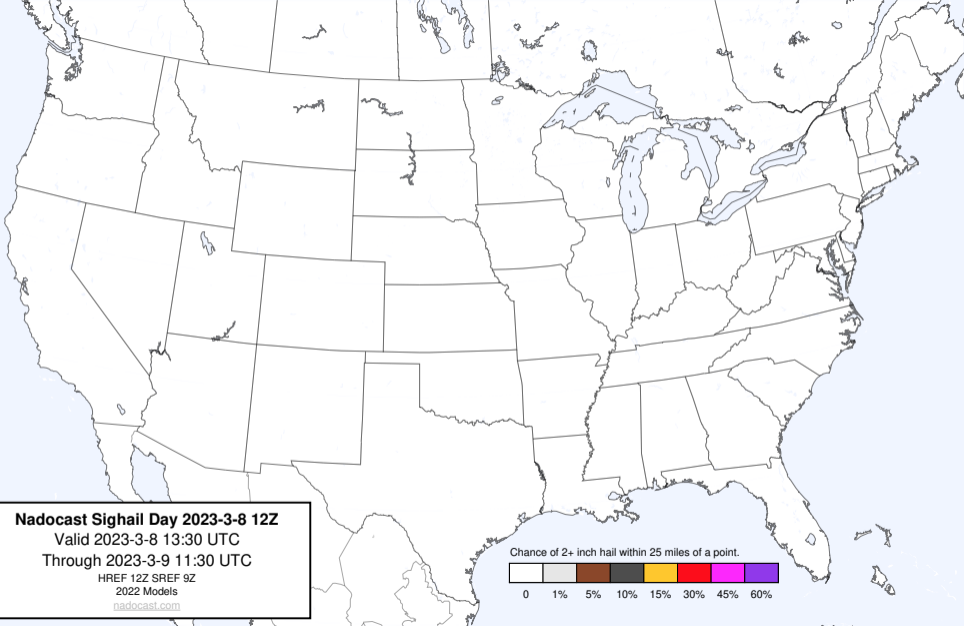 Nadocast Sighail Day 2023-3-8 12Z
Valid 2023-3-8 13:30 UTC
Through 2023-3-9 11:30 UTC
HREF 12Z SREF 9Z
2022 Models
nadocast.com
Chance of 2+ inch hail within 25 miles of a point.
0 1% 5% 10% 15% 30% 45% 60%